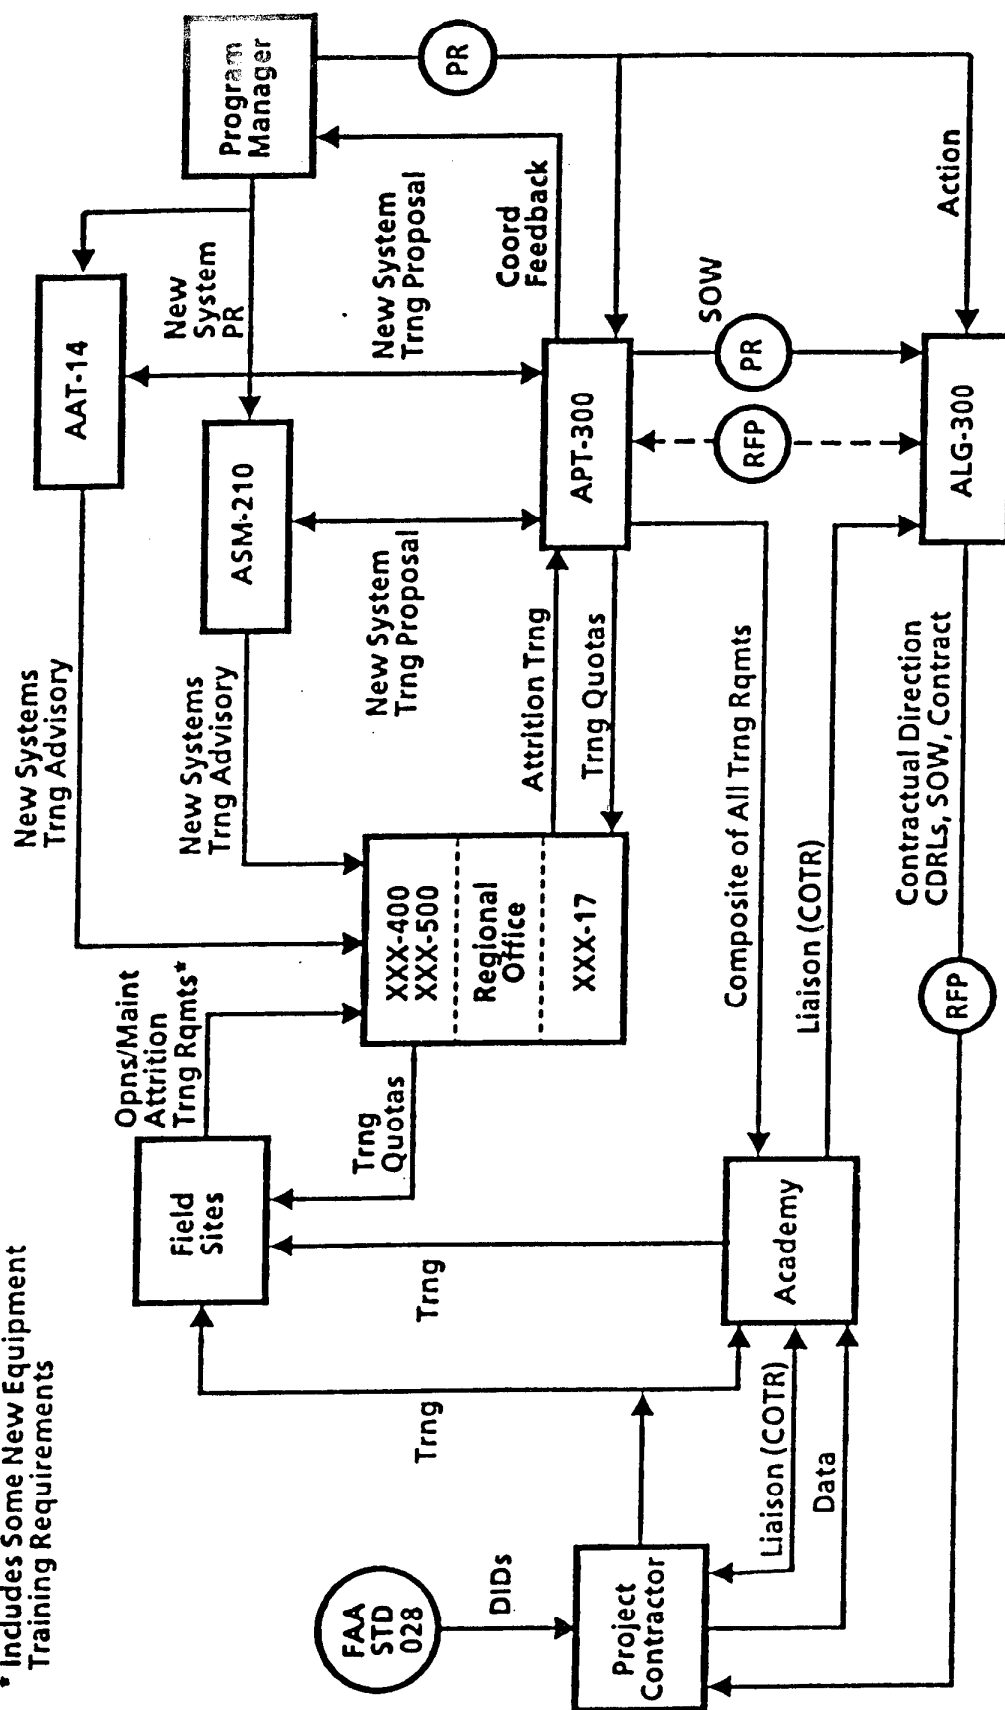 * Includes Some New Equipment
Training Requirements
FAA
STD
028
DIDs
Project
Contractor
Trng
Liaison (COTR)
Data
Field
Sites
Trng
Academy
Opns/Maint
Attrition
Trng Rqmts*
Trng
Quotas
XXX-400
XXX-500
Regional
Office
XXX-17
New Systems
Trng Advisory
New Systems
Trng Advisory
Attrition Trng
Trng Quotas
Composite of All Trng Rqmts
Liaison (COTR)
Contractual Direction
CDRLs, SOW, Contract
RFP
AAT-14
ASM-210
New System
Trng Proposal
APT-300
ALG-300
New
System
PR
New System
Trng Proposal
Coord
Feedback
SOW
PR
RFP
Action
Program
Manager
PR